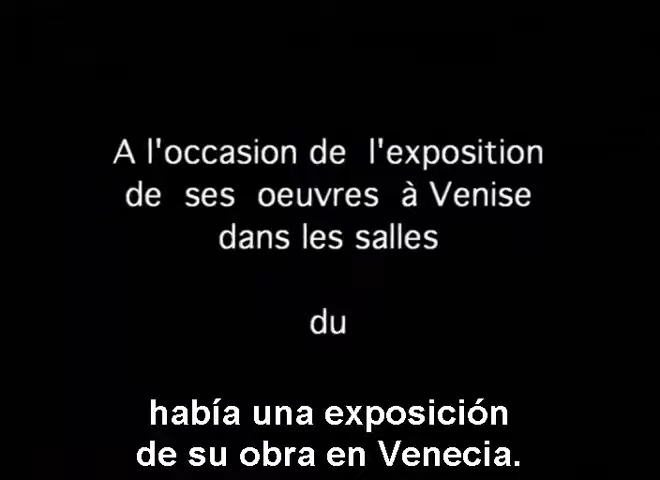 A l'occasion de l'exposition
de ses oeuvres à Venise
dans les salles
du
había una exposición
de su obra en Venecia.